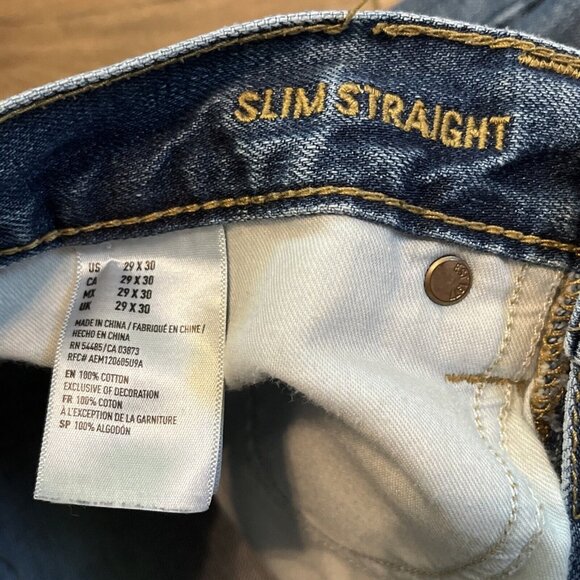 SLIM STRAIGHT
US 29 X 30
CA 29 X 30
MX 29 X 30
UK 29 X 30
MADE IN CHINA / FABRIQUÉ EN CHINE /
HECHO EN CHINA
RN 54485/CA 03873
RFC# AEM120605U9A
EN 100% COTTON
EXCLUSIVE OF DECORATION
FR 100% COTON
À L'EXCEPTION DE LA GARNITURE
SP 100% ALGODÓN